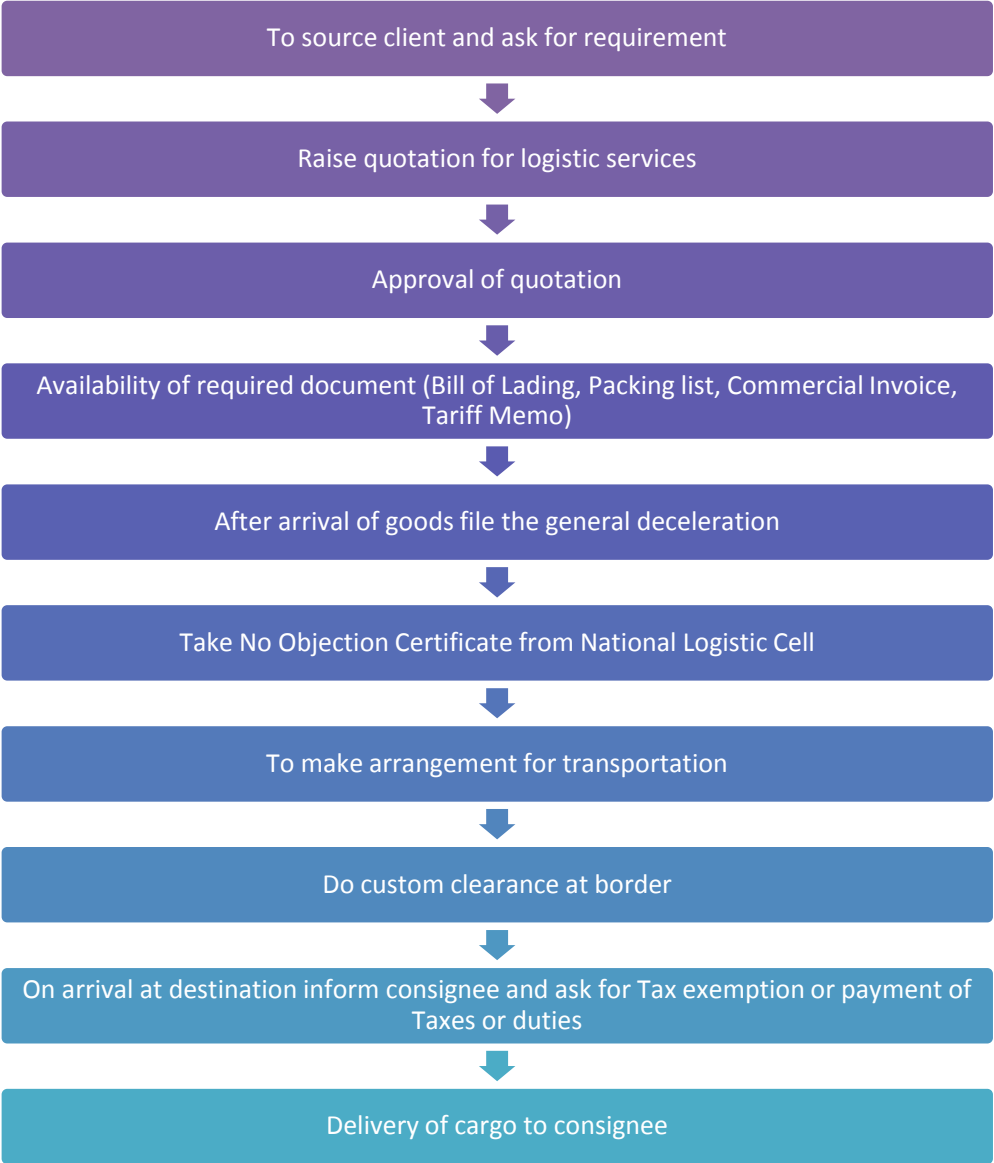 To source client and ask for requirement
Raise quotation for logistic services
Approval of quotation
Availability of required document (Bill of Lading, Packing list, Commercial Invoice,
Tariff Memo)
After arrival of goods file the general deceleration
Take No Objection Certificate from National Logistic Cell
To make arrangement for transportation
Do custom clearance at border
On arrival at destination inform consignee and ask for Tax exemption or payment of
Taxes or duties
Delivery of cargo to consignee